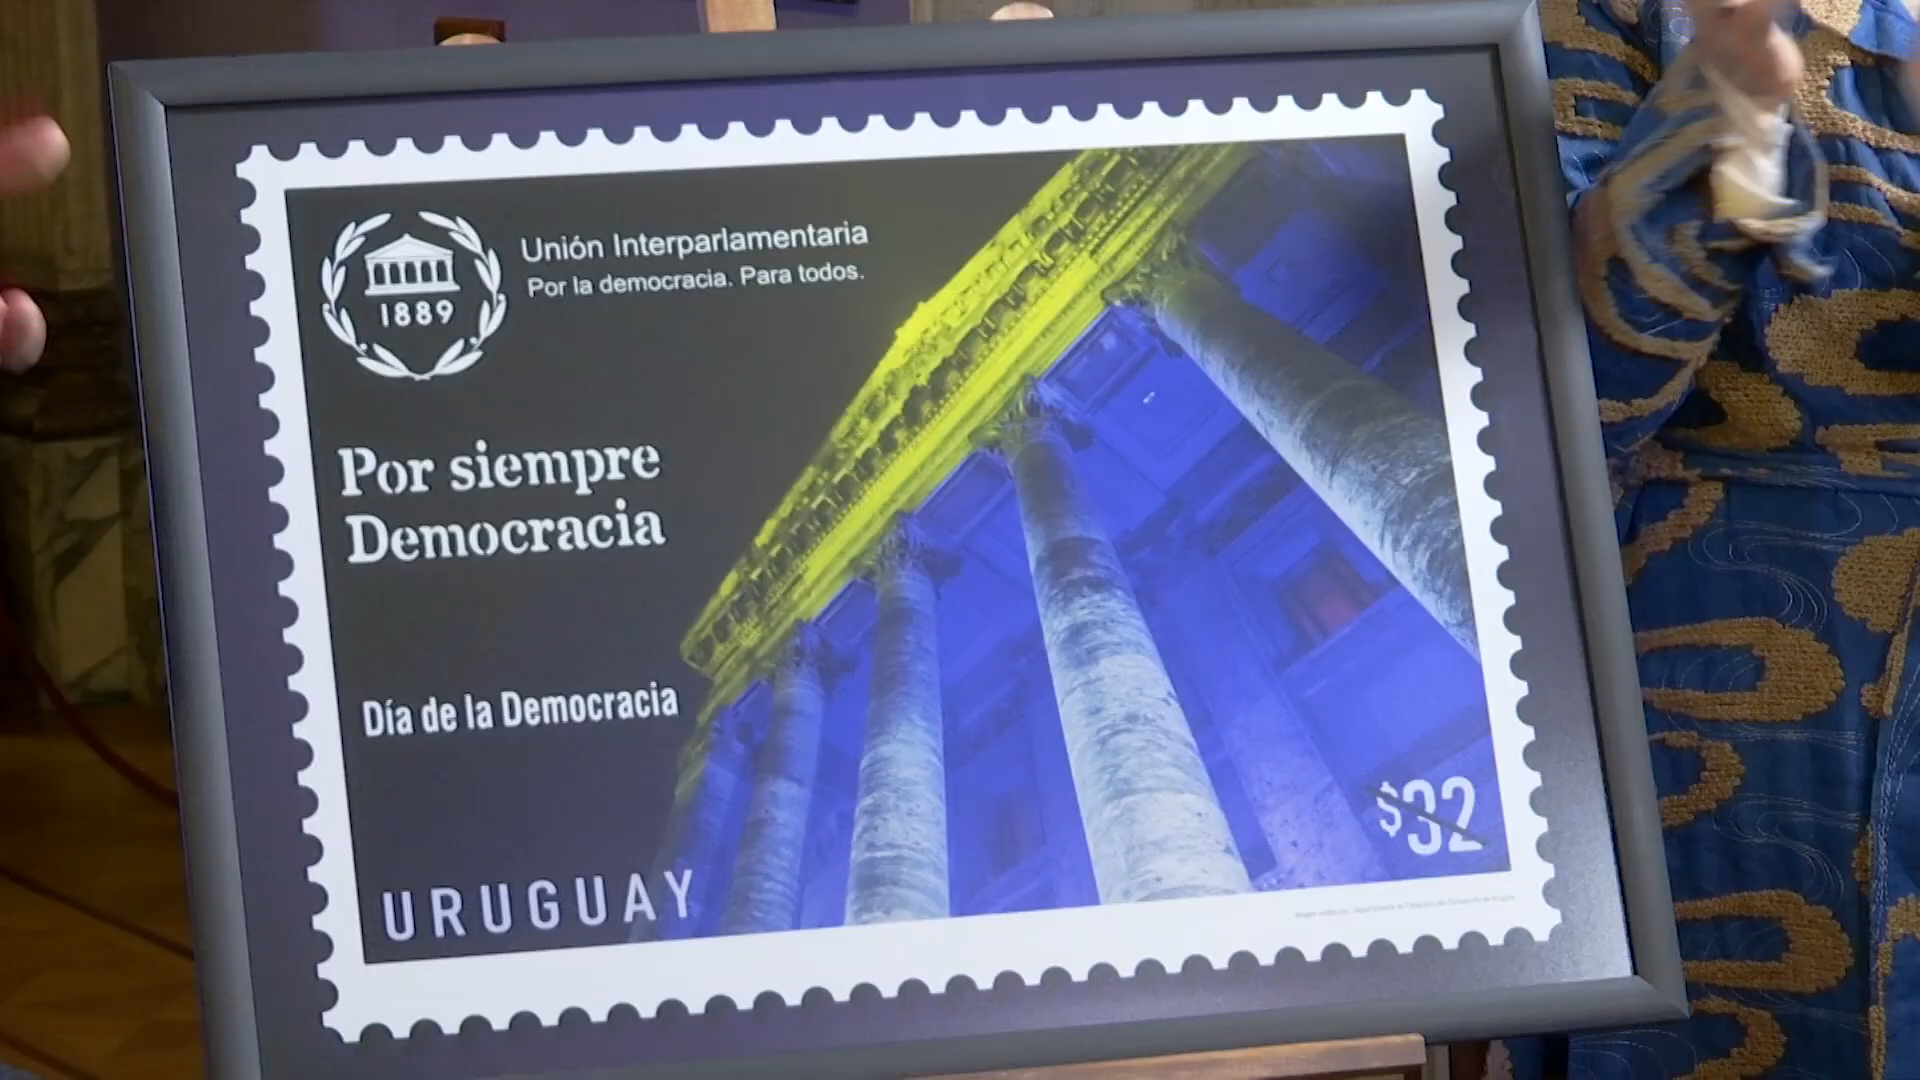 Unión Interparlamentaria
Por la democracia. Para todos.
1889
Por siempre
Democracia
Día de la Democracia
URUGUAY
$32